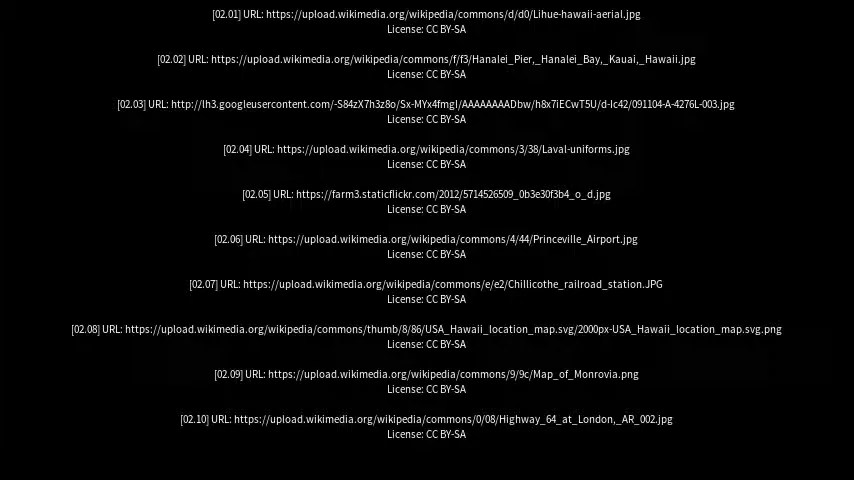 [02.01] URL: https://upload.wikimedia.org/wikipedia/commons/d/d0/Lihue-hawaii-aerial.jpg
License: CC BY-SA
[02.02] URL: https://upload.wikimedia.org/wikipedia/commons/f/f3/Hanalei_Pier,_Hanalei_Bay,_Kauai,_Hawaii.jpg
License: CC BY-SA
[02.03] URL: http://lh3.googleusercontent.com/-S84zX7h3z8o/Sx-MYx4fmgI/AAAAAAAADbw/h8x7iECwT5U/d-Ic42/091104-A-4276L-003.jpg
License: CC BY-SA
[02.04] URL: https://upload.wikimedia.org/wikipedia/commons/3/38/Laval-uniforms.jpg
License: CC BY-SA
[02.05] URL: https://farm3.staticflickr.com/2012/5714526509_0b3e30f3b4_o_d.jpg
License: CC BY-SA
[02.06] URL: https://upload.wikimedia.org/wikipedia/commons/4/44/Princeville_Airport.jpg
License: CC BY-SA
[02.07] URL: https://upload.wikimedia.org/wikipedia/commons/e/e2/Chillicothe_railroad_station.JPG
License: CC BY-SA
[02.08] URL: https://upload.wikimedia.org/wikipedia/commons/thumb/8/86/USA_Hawaii_location_map.svg/2000px-USA_Hawaii_location_map.svg.png
License: CC BY-SA
[02.09] URL: https://upload.wikimedia.org/wikipedia/commons/9/9c/Map_of_Monrovia.png
License: CC BY-SA
[02.10] URL: https://upload.wikimedia.org/wikipedia/commons/0/08/Highway_64_at_London,_AR_002.jpg
License: CC BY-SA